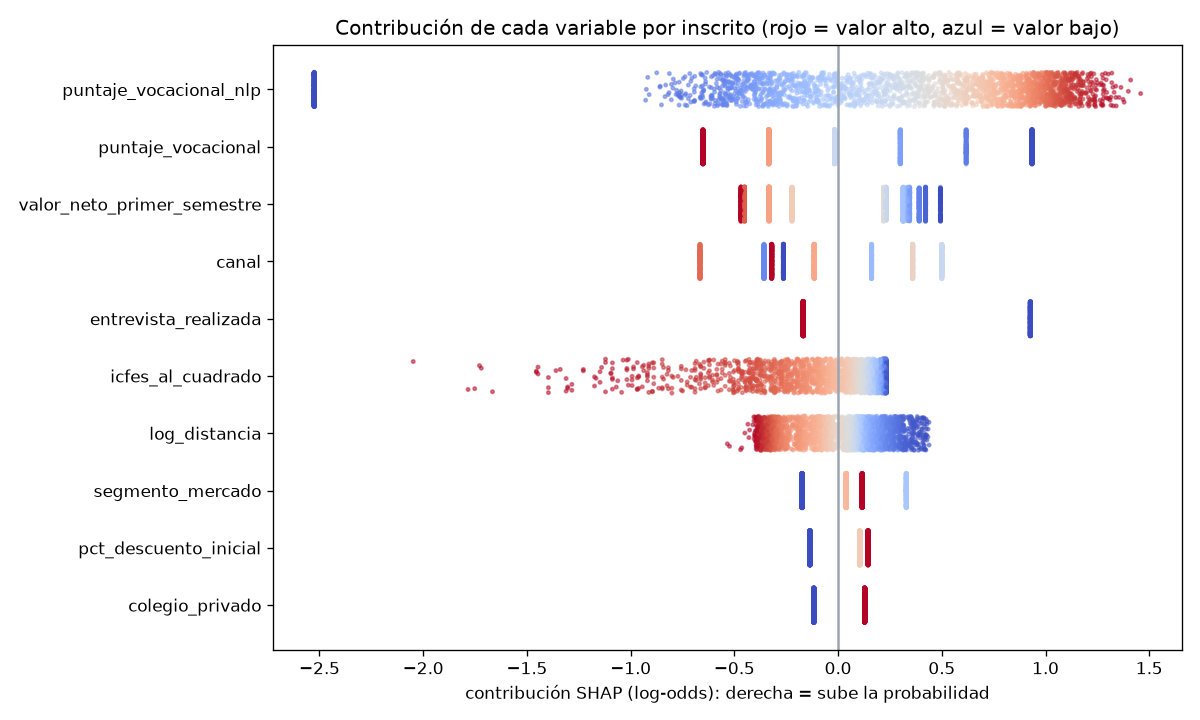 Contribución de cada variable por inscrito (rojo = valor alto, azul = valor bajo)
puntaje_vocacional_nlp
puntaje_vocacional
valor_neto_primer_semestre
canal
entrevista_realizada
icfes_al_cuadrado
log_distancia
segmento_mercado
pct_descuento_inicial
colegio_privado
−2.5 −2.0 −1.5 −1.0 −0.5 0.0 0.5 1.0 1.5
contribución SHAP (log-odds): derecha = sube la probabilidad